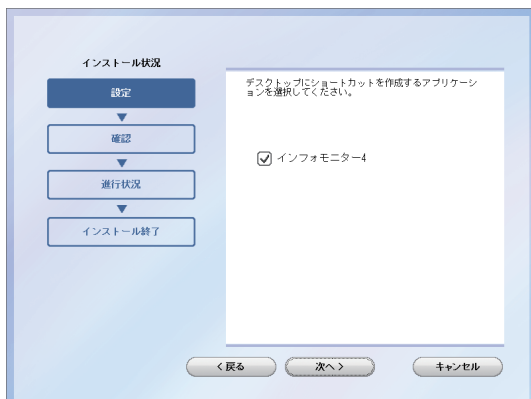 インストール状況
設定
確認
進行状況
インストール終了
デスクトップにショートカットを作成するアプリケーシ
ョンを選択してください。
インフォモニター4
< 戻る
次へ >
キャンセル